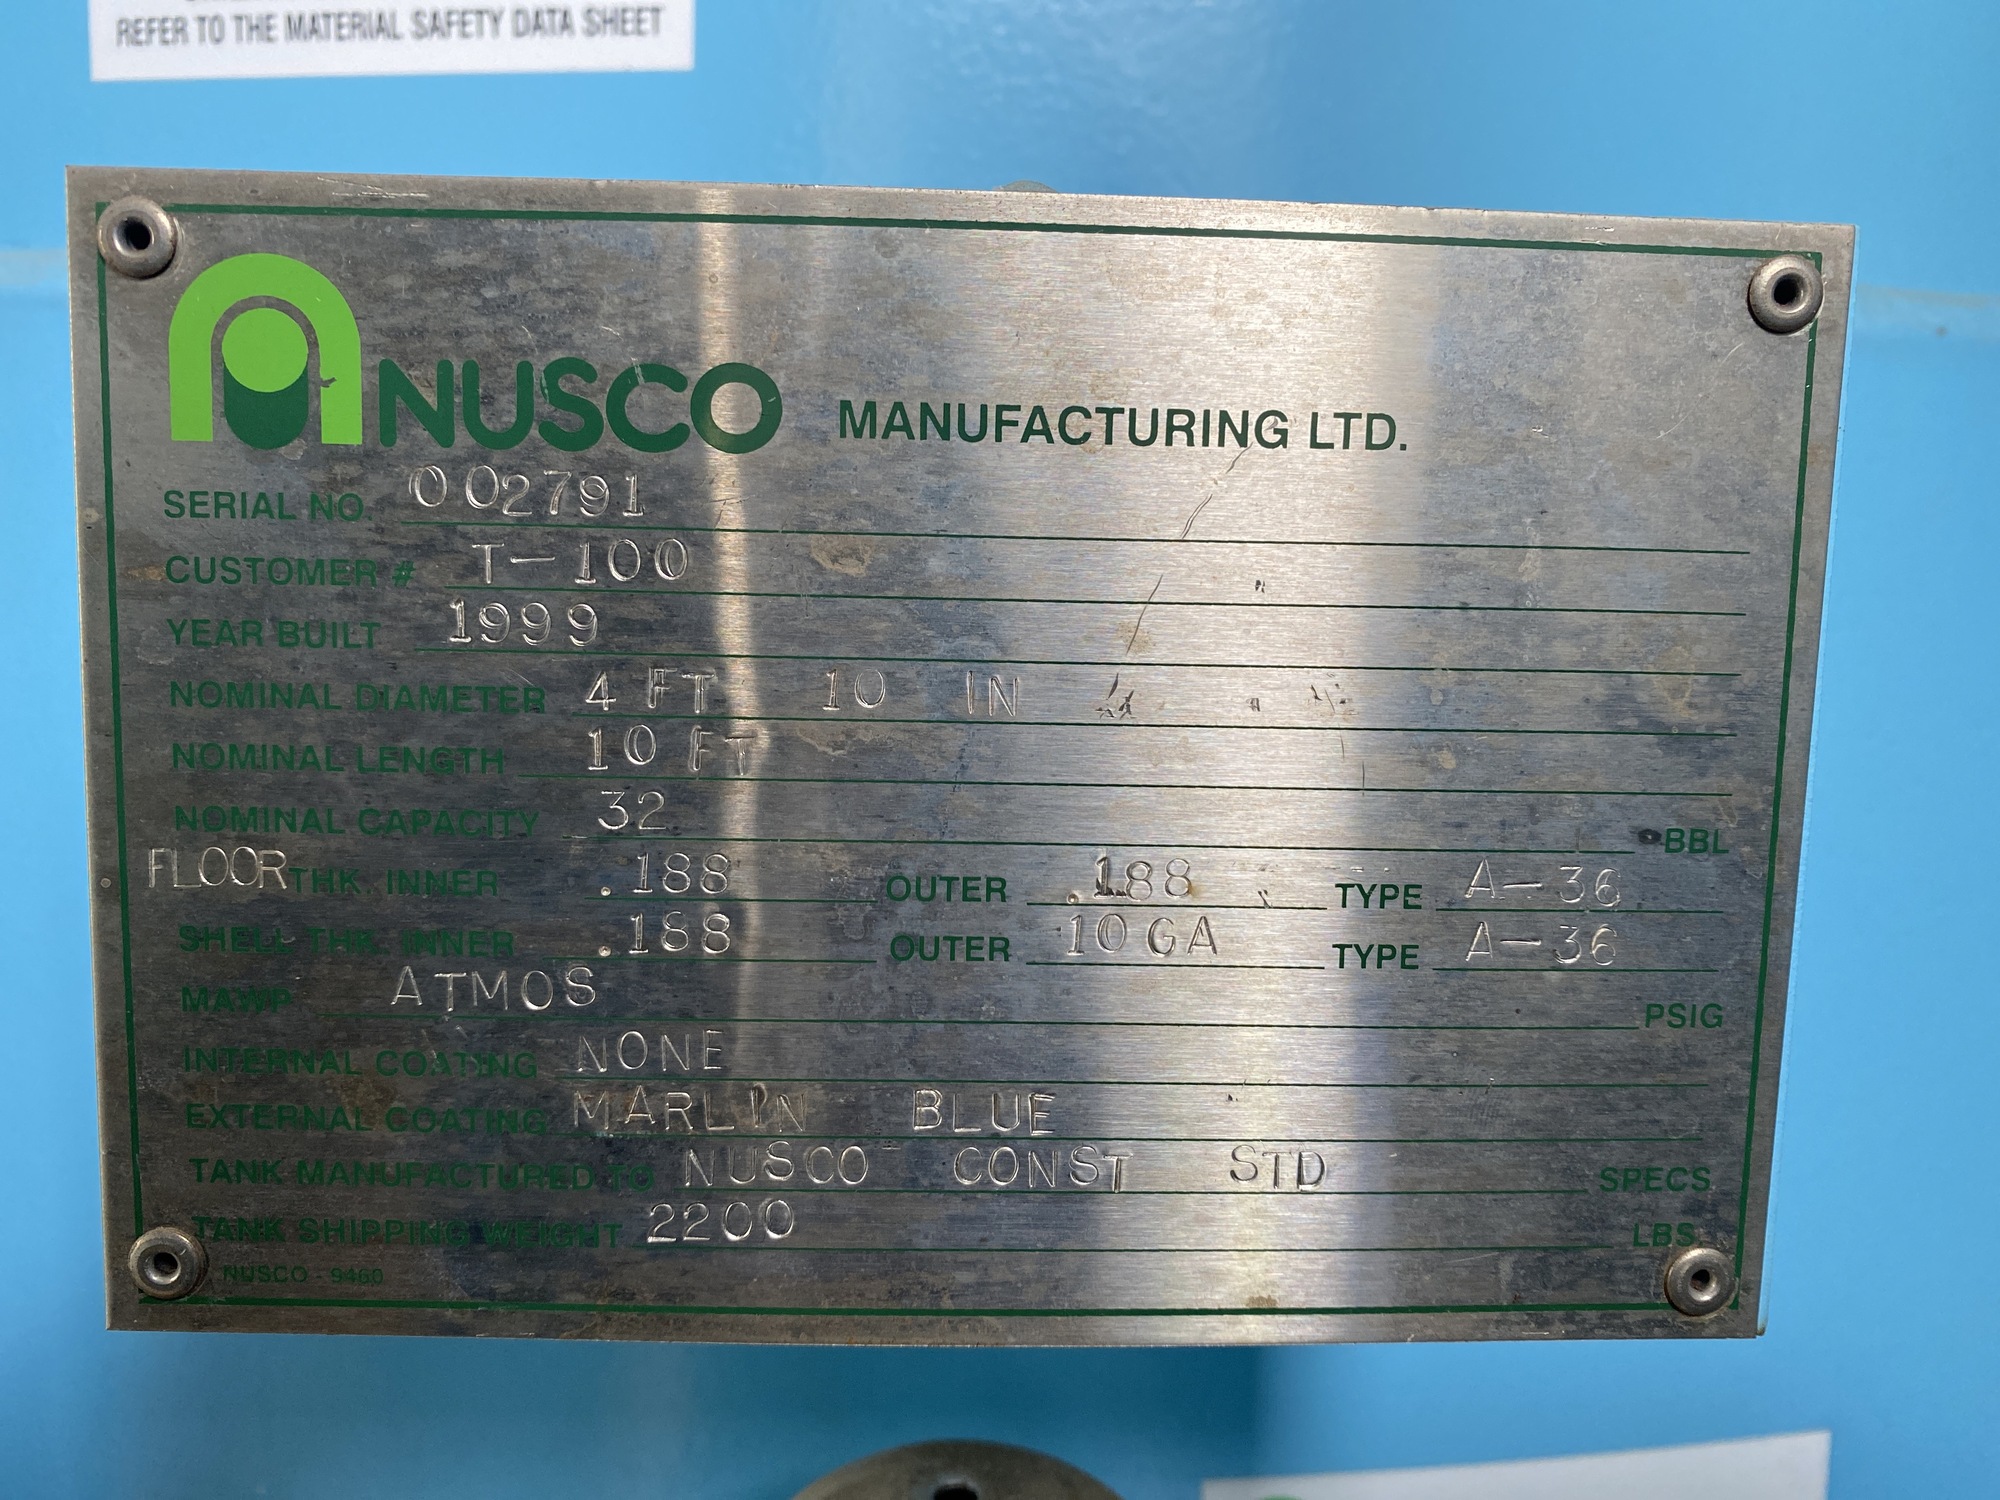 REFER TO THE MATERIAL SAFETY DATA SHEET
NUSCO MANUFACTURING LTD.
SERIAL NO. 002791
CUSTOMER # T-100
YEAR BUILT 1999
NOMINAL DIAMETER 4 FT 10 IN
NOMINAL LENGTH 10 FT
NOMINAL CAPACITY 32 BBL
FLOOR THK. INNER .188 OUTER .188 TYPE A-36
SHELL THK. INNER .188 OUTER 10 GA TYPE A-36
MAWP ATMOS PSIG
INTERNAL COATING NONE
EXTERNAL COATING MARLIN BLUE
TANK MANUFACTURED TO NUSCO CONST STD SPECS
TANK SHIPPING WEIGHT 2200 LBS.
NUSCO - 9460